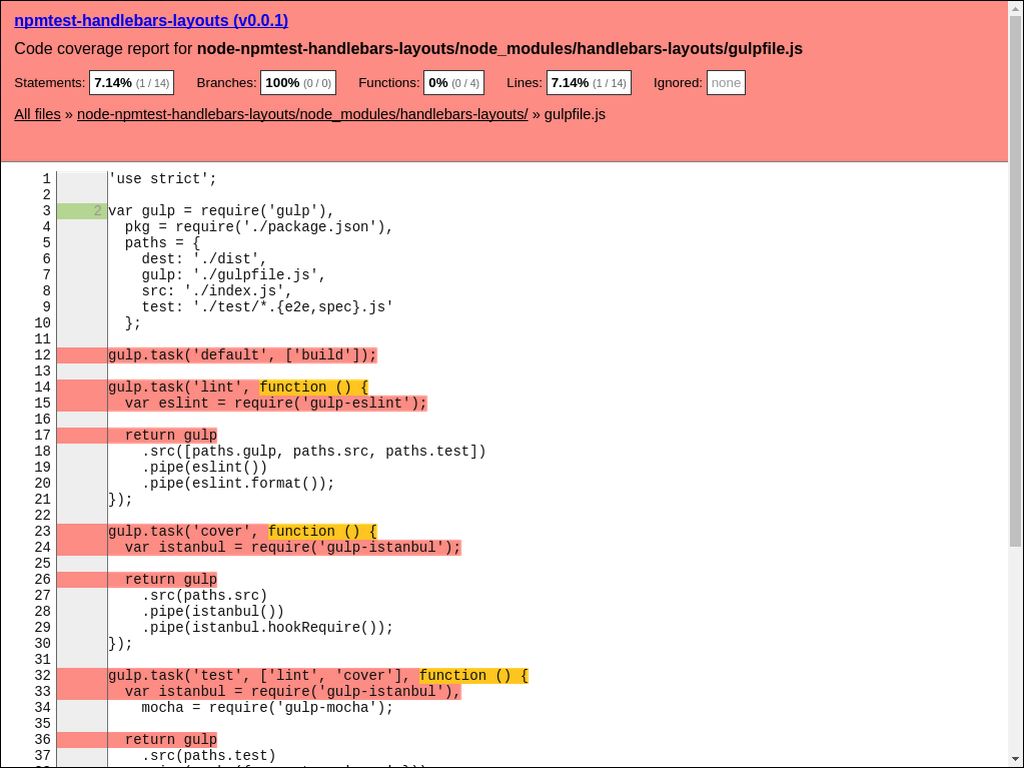 npmtest-handlebars-layouts (v0.0.1)
Code coverage report for node-npmtest-handlebars-layouts/node_modules/handlebars-layouts/gulpfile.js
Statements: 7.14% (1 / 14) Branches: 100% (0 / 0) Functions: 0% (0 / 4) Lines: 7.14% (1 / 14) Ignored: none
All files » node-npmtest-handlebars-layouts/node_modules/handlebars-layouts/ » gulpfile.js
1 'use strict';
2
3 2 var gulp = require('gulp'),
4 pkg = require('./package.json'),
5 paths = {
6 dest: './dist',
7 gulp: './gulpfile.js',
8 src: './index.js',
9 test: './test/*.{e2e,spec}.js'
10 };
11
12 gulp.task('default', ['build']);
13
14 gulp.task('lint', function () {
15 var eslint = require('gulp-eslint');
16
17 return gulp
18 .src([paths.gulp, paths.src, paths.test])
19 .pipe(eslint())
20 .pipe(eslint.format());
21 });
22
23 gulp.task('cover', function () {
24 var istanbul = require('gulp-istanbul');
25
26 return gulp
27 .src(paths.src)
28 .pipe(istanbul())
29 .pipe(istanbul.hookRequire());
30 });
31
32 gulp.task('test', ['lint', 'cover'], function () {
33 var istanbul = require('gulp-istanbul'),
34 mocha = require('gulp-mocha');
35
36 return gulp
37 .src(paths.test)